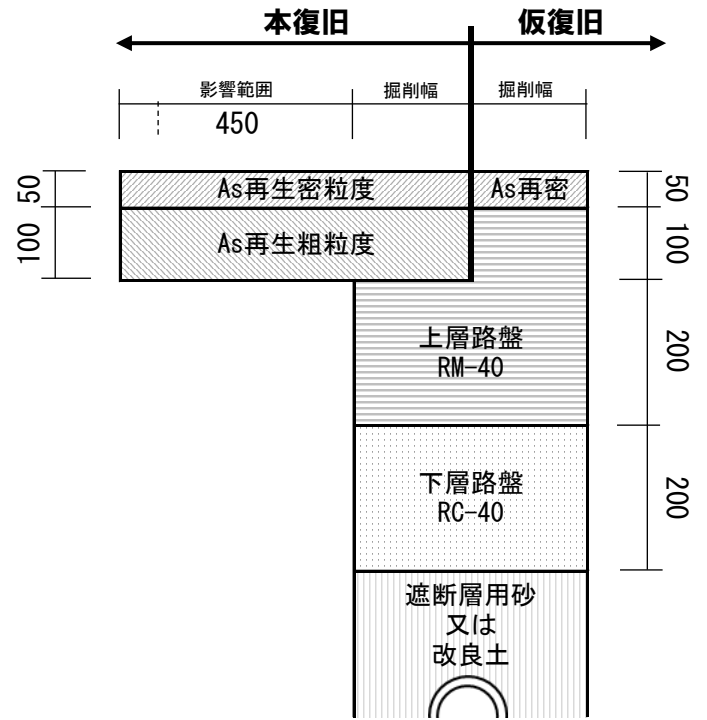 本復旧
仮復旧
影響範囲
掘削幅
掘削幅
450
50
As再生密粒度
As再密
50
100
As再生粗粒度
100
上層路盤
RM-40
200
下層路盤
RC-40
200
遮断層用砂
又は
改良土